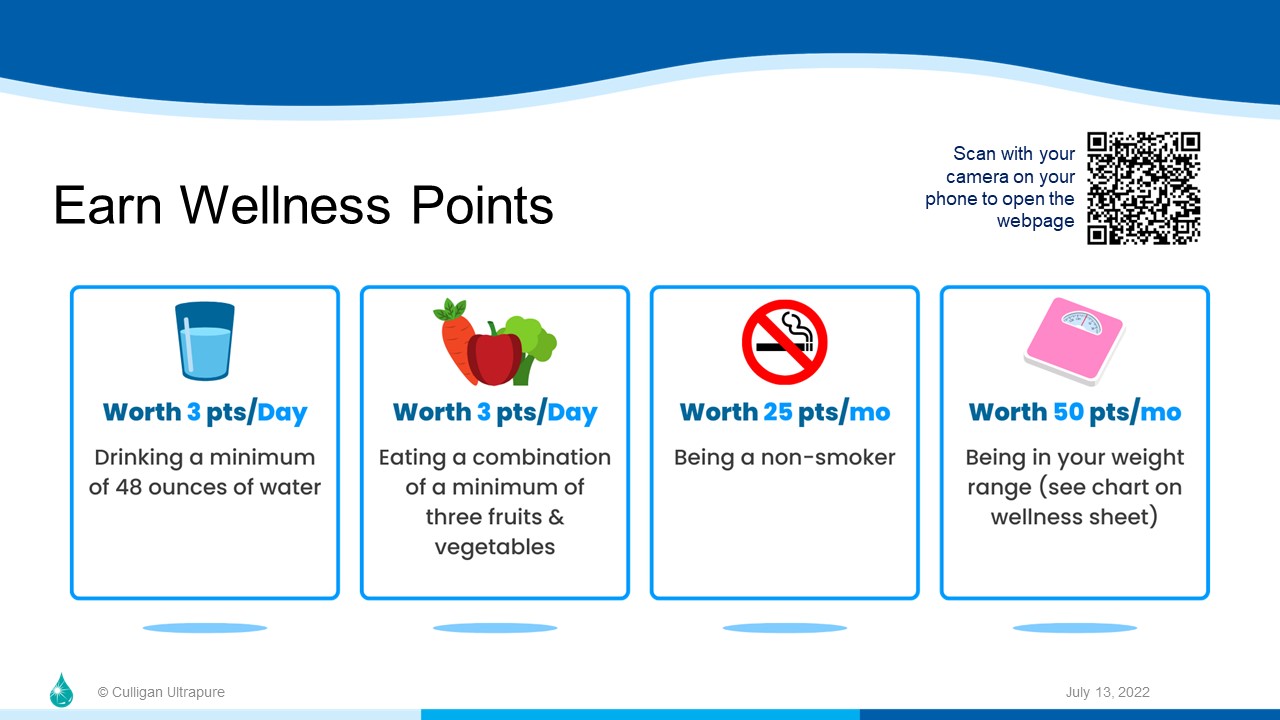 Scan with your
camera on your
phone to open the
webpage
Earn Wellness Points
Worth 3 pts/Day
Drinking a minimum
of 48 ounces of water
Worth 3 pts/Day
Eating a combination
of a minimum of
three fruits &
vegetables
Worth 25 pts/mo
Being a non-smoker
Worth 50 pts/mo
Being in your weight
range (see chart on
wellness sheet)
© Culligan Ultrapure
July 13, 2022